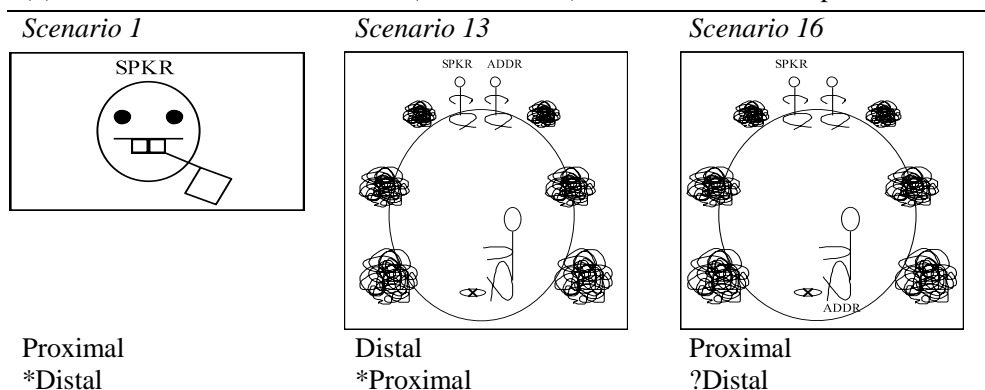 Scenario 1 Scenario 13 Scenario 16
SPKR
SPKR ADDR
X
SPKR
X
ADDR
Proximal Distal Proximal
*Distal *Proximal ?Distal